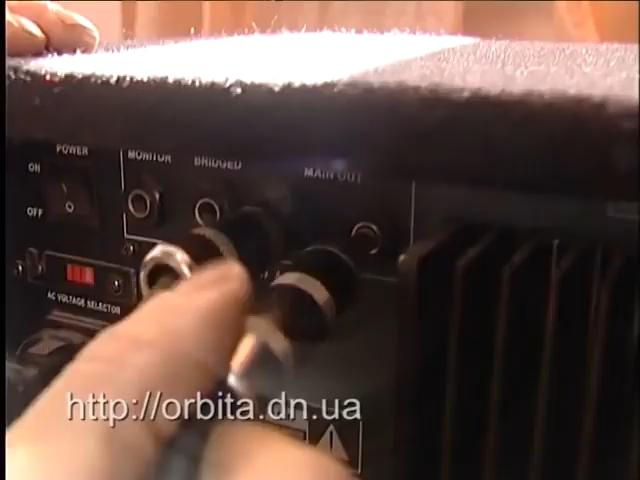 POWER
ON
OFF
MONITOR
BRIDGED
MAIN OUT
AC VOLTAGE SELECTOR
http://orbita.dn.ua